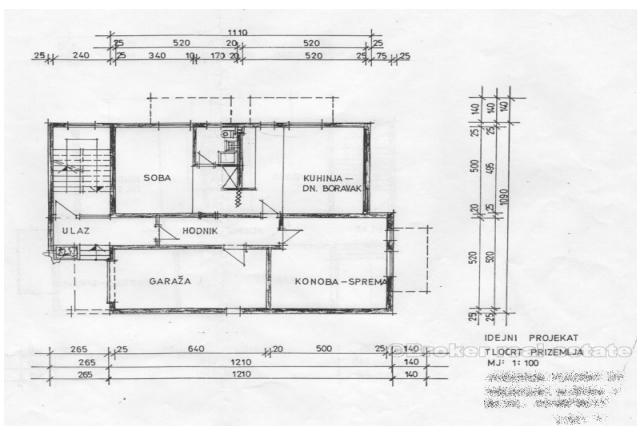 1110
25 520 20 520 25
25 240 25 340 10 170 20 520 25 75 25
140 140 140
25 25
SOBA
KUHINJA —
DN. BORAVAK
500 495
1090
20 25
ULAZ HODNIK
GARAŽA KONOBA-SPREMA
520 520
25 25
IDEJNI PROJEKAT
TLOCRT PRIZEMLJA
MJ: 1:100
265 25 640 20 500 25 140
265 1210 140
265 1210 140